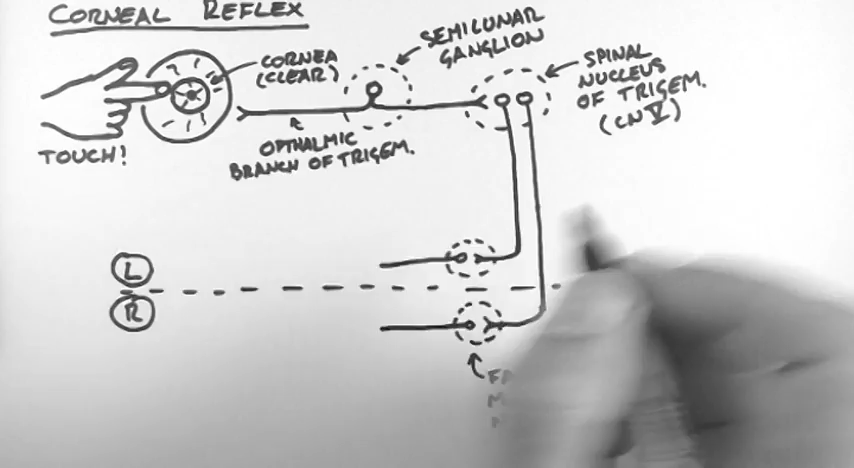 CORNEAL REFLEX
CORNEA
(CLEAR)
SEMILUNAR
GANGLION
SPINAL
NUCLEUS
OF TRIGEM.
(CN V)
TOUCH!
OPTHALMIC
BRANCH OF TRIGEM.
L
R